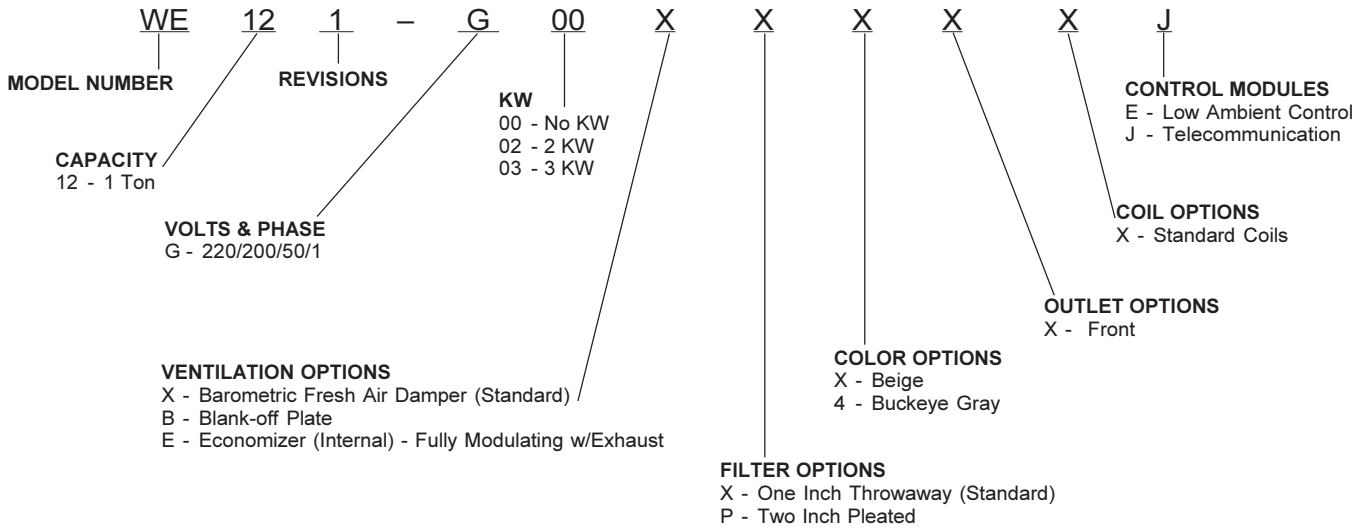 WE 12 1 – G 00 X X X X X J
MODEL NUMBER
REVISIONS
CAPACITY
12 - 1 Ton
VOLTS & PHASE
G - 220/200/50/1
KW
00 - No KW
02 - 2 KW
03 - 3 KW
VENTILATION OPTIONS
X - Barometric Fresh Air Damper (Standard)
B - Blank-off Plate
E - Economizer (Internal) - Fully Modulating w/Exhaust
FILTER OPTIONS
X - One Inch Throwaway (Standard)
P - Two Inch Pleated
COLOR OPTIONS
X - Beige
4 - Buckeye Gray
OUTLET OPTIONS
X - Front
COIL OPTIONS
X - Standard Coils
CONTROL MODULES
E - Low Ambient Control
J - Telecommunication